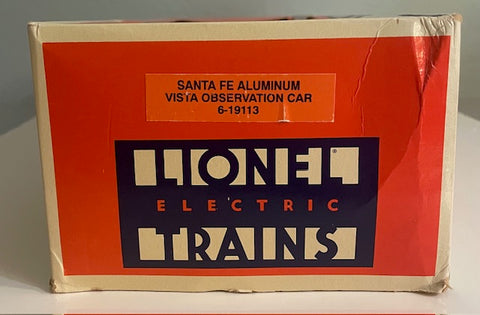 SANTA FE ALUMINUM
VISTA OBSERVATION CAR
6-19113
LIONEL®
ELECTRIC
TRAINS